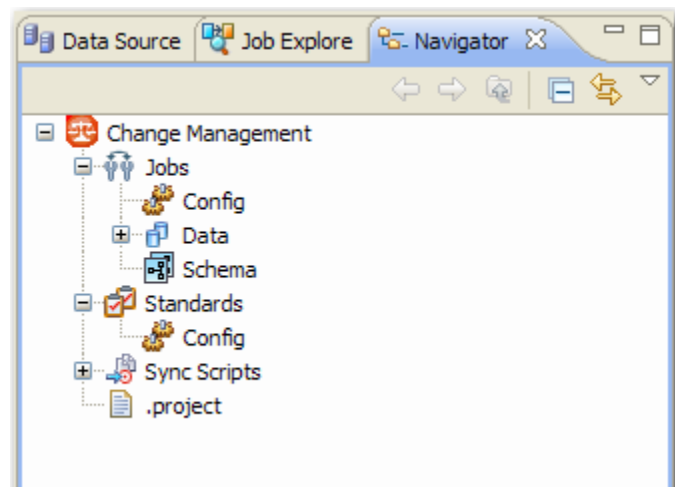 Data Source Job Explore Navigator
Change Management
Jobs
Config
Data
Schema
Standards
Config
Sync Scripts
.project